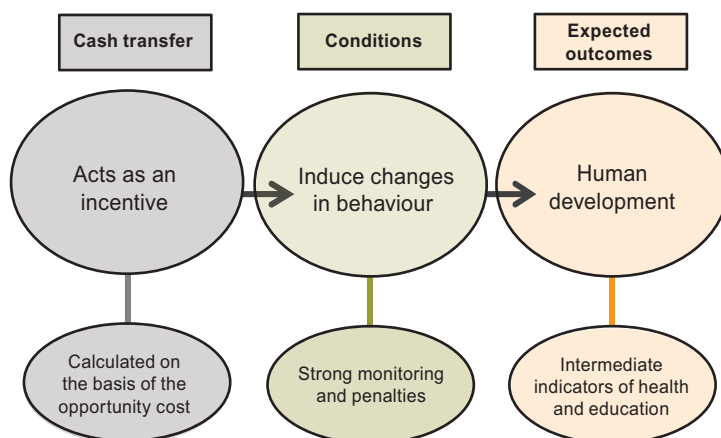 Cash transfer
Conditions
Expected
outcomes
Acts as an
incentive
Induce changes
in behaviour
Human
development
Calculated on
the basis of the
opportunity cost
Strong monitoring
and penalties
Intermediate
indicators of health
and education